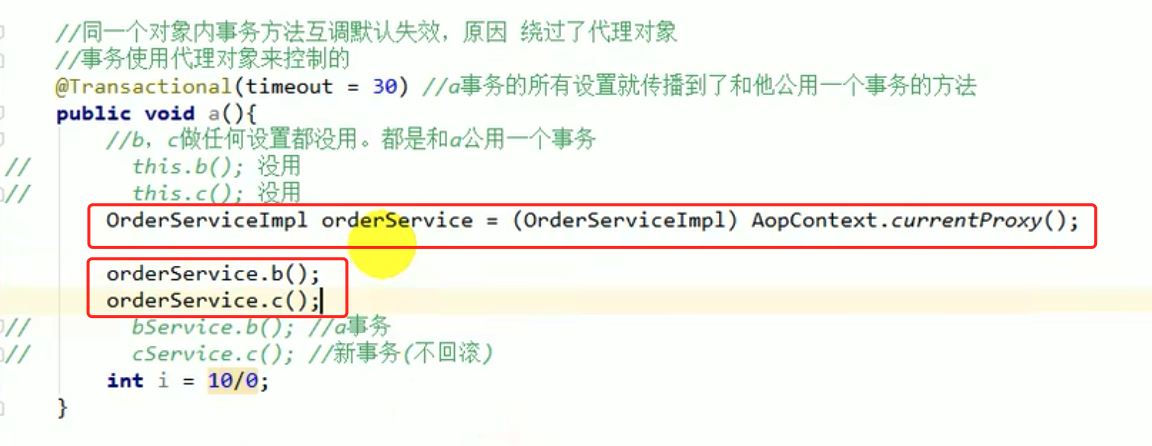 //同一个对象内事务方法互调默认失效，原因 绕过了代理对象
//事务使用代理对象来控制的
@Transactional(timeout = 30) //a事务的所有设置就传播到了和他公用一个事务的方法
public void a(){
//b，c做任何设置都没用。都是和a公用一个事务
// this.b(); 没用
// this.c(); 没用
OrderServiceImpl orderService = (OrderServiceImpl) AopContext.currentProxy();
orderService.b();
orderService.c();
// bService.b(); //a事务
// cService.c(); //新事务(不回滚)
int i = 10/0;
}